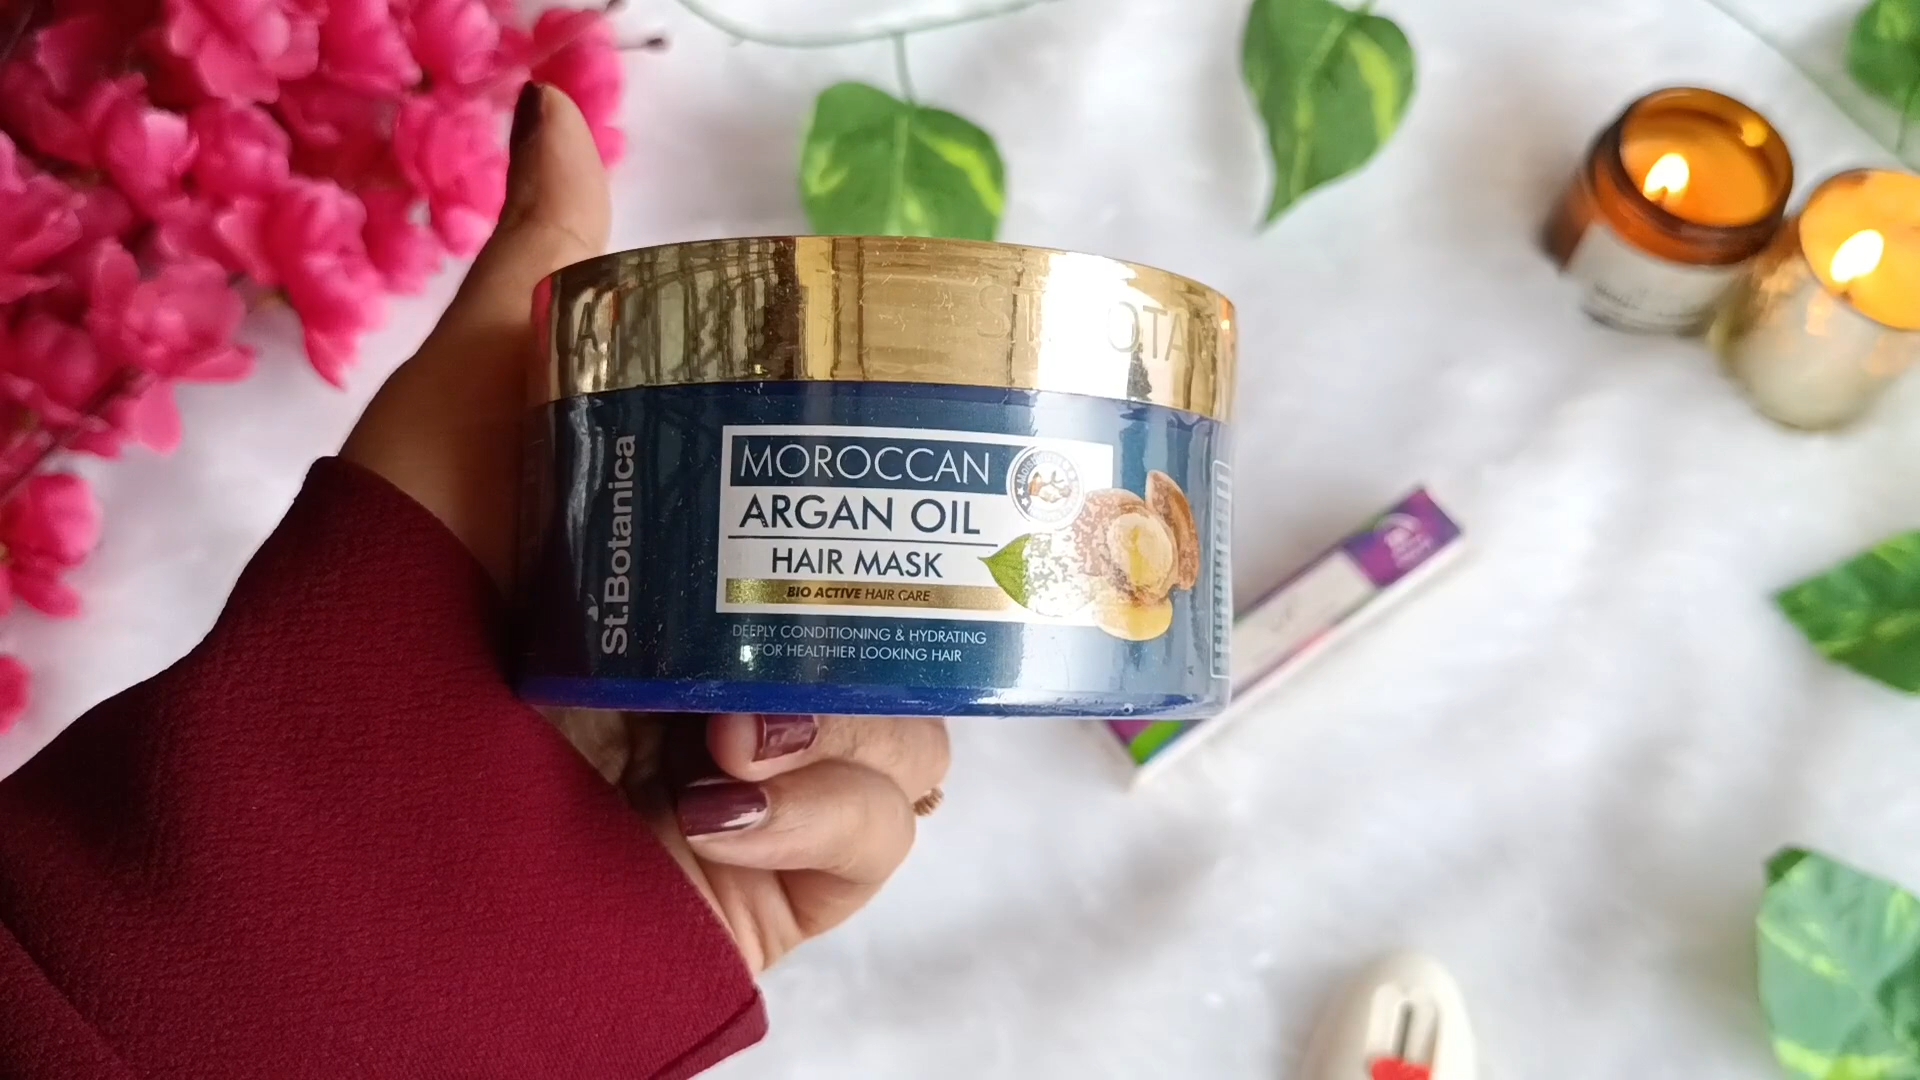 St.Botanica
MOROCCAN
ARGAN OIL
HAIR MASK
BIO ACTIVE HAIR CARE
DEEPLY CONDITIONING & HYDRATING
FOR HEALTHIER LOOKING HAIR